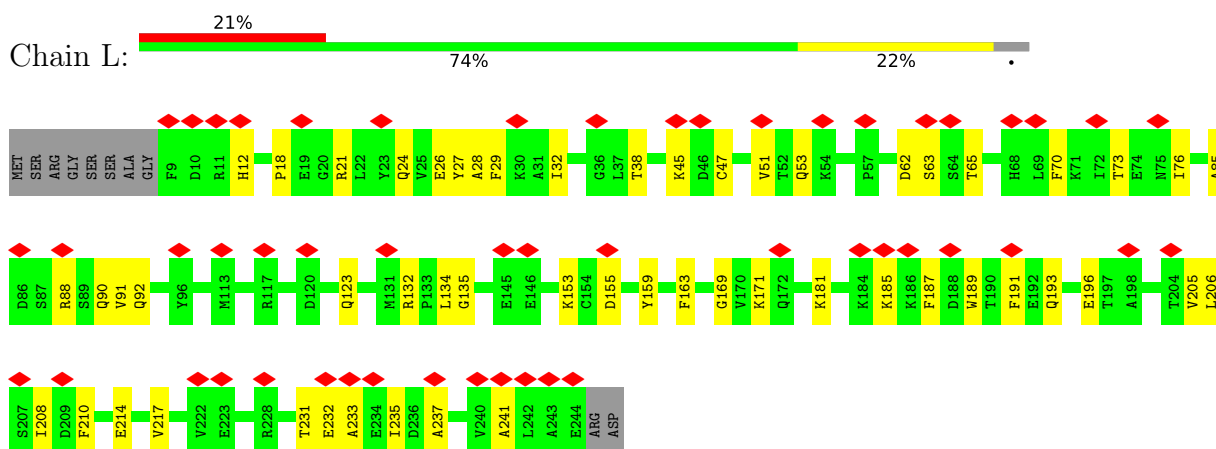 21%
Chain L:
74% 22% •
MET SER ARG GLY SER SER ALA GLY F9 D10 R11 H12 P18 E19 G20 R21 L22 Y23 Q24 V25 E26 Y27 A28 F29 K30 A31 I32 G36 L37 T38 K45 D46 C47 V51 T52 Q53 K54 P57 D62 S63 S64 T65 H68 L69 F70 K71 I72 T73 E74 N75 I76 A85
D86 S87 R88 S89 Q90 V91 Q92 Y96 M113 R117 D120 Q123 M131 R132 P133 L134 G135 E145 E146 K153 C154 D155 Y159 F163 G169 V170 K171 Q172 K181 K184 K185 K186 F187 D188 W189 T190 F191 E192 Q193 E196 T197 A198 T204 V205 L206
S207 I208 D209 F210 E214 V217 V222 E223 R228 T231 E232 A233 E234 I235 D236 A237 V240 A241 L242 A243 E244 ARG ASP